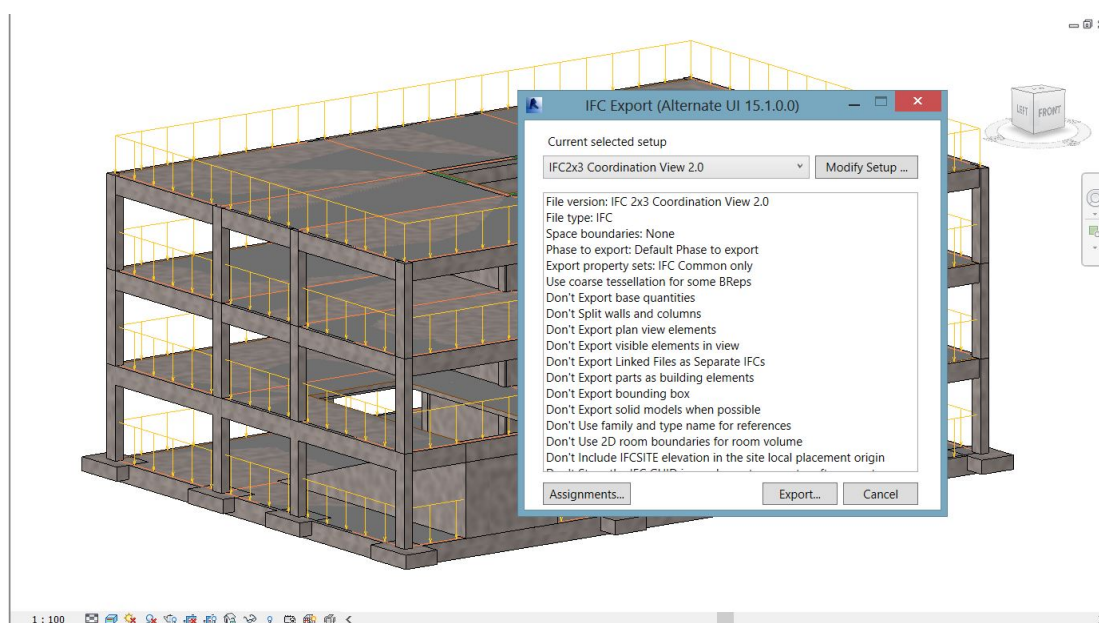 IFC Export (Alternate UI 15.1.0.0)
Current selected setup
IFC2x3 Coordination View 2.0
Modify Setup ...
File version: IFC 2x3 Coordination View 2.0
File type: IFC
Space boundaries: None
Phase to export: Default Phase to export
Export property sets: IFC Common only
Use coarse tessellation for some BReps
Don't Export base quantities
Don't Split walls and columns
Don't Export plan view elements
Don't Export visible elements in view
Don't Export Linked Files as Separate IFCs
Don't Export parts as building elements
Don't Export bounding box
Don't Export solid models when possible
Don't Use family and type name for references
Don't Use 2D room boundaries for room volume
Don't Include IFCSITE elevation in the site local placement origin
Assignments...
Export...
Cancel
LEFT
FRONT
1 : 100